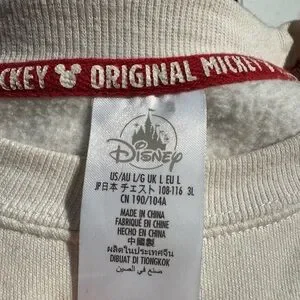 CKEY ORIGINAL MICKEY
Disney
US/AU L/G UK L EU L
JP日本 チェスト 108-116 3L
CN 190/104A
MADE IN CHINA
FABRIQUÉ EN CHINE
HECHO EN CHINA
中國製
ผลิตในประเทศจีน
DIBUAT DI TIONGKOK
صنع في الصين